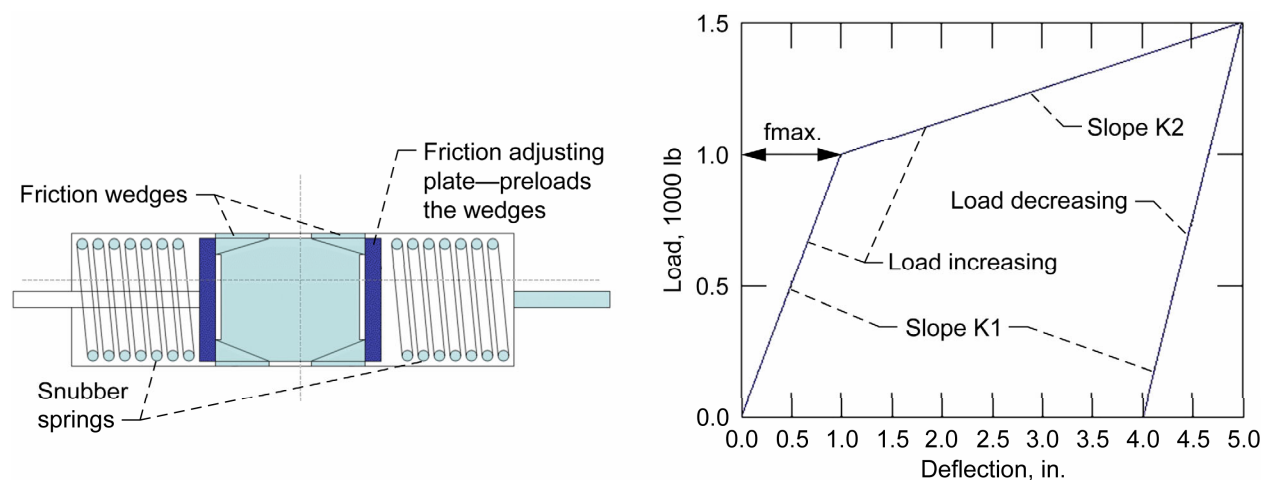 Friction wedges
Friction adjusting
plate—preloads
the wedges
Snubber
springs
Load, 1000 lb
1.5
1.0
0.5
0.0
fmax.
Slope K2
Load decreasing
Load increasing
Slope K1
0.0 0.5 1.0 1.5 2.0 2.5 3.0 3.5 4.0 4.5 5.0
Deflection, in.